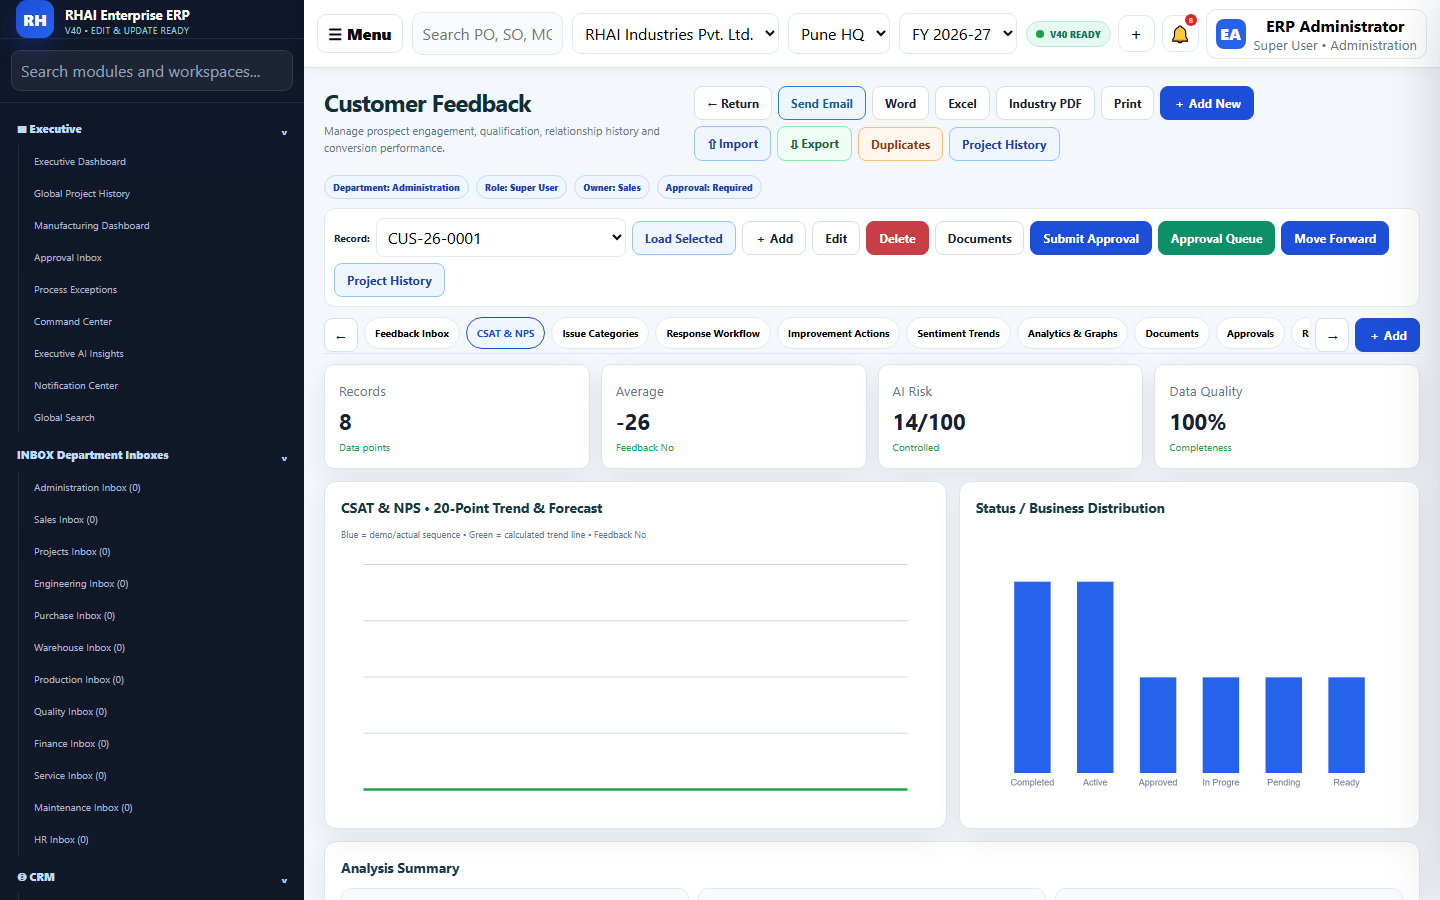 RH
RHAI Enterprise ERP
V40 • EDIT & UPDATE READY
Search modules and workspaces...
Executive
Executive Dashboard
Global Project History
Manufacturing Dashboard
Approval Inbox
Process Exceptions
Command Center
Executive AI Insights
Notification Center
Global Search
INBOX Department Inboxes
Administration Inbox (0)
Sales Inbox (0)
Projects Inbox (0)
Engineering Inbox (0)
Purchase Inbox (0)
Warehouse Inbox (0)
Production Inbox (0)
Quality Inbox (0)
Finance Inbox (0)
Service Inbox (0)
Maintenance Inbox (0)
HR Inbox (0)
CRM
☰ Menu
Search PO, SO, MC
RHAI Industries Pvt. Ltd.
Pune HQ
FY 2026-27
V40 READY
+
8
EA
ERP Administrator
Super User • Administration
Customer Feedback
Manage prospect engagement, qualification, relationship history and
conversion performance.
← Return
Send Email
Word
Excel
Industry PDF
Print
+ Add New
⇧ Import
⇩ Export
Duplicates
Project History
Department: Administration
Role: Super User
Owner: Sales
Approval: Required
Record:
CUS-26-0001
Load Selected
+ Add
Edit
Delete
Documents
Submit Approval
Approval Queue
Move Forward
Project History
←
Feedback Inbox
CSAT & NPS
Issue Categories
Response Workflow
Improvement Actions
Sentiment Trends
Analytics & Graphs
Documents
Approvals
R
→
+ Add
Records
8
Data points
Average
-26
Feedback No
AI Risk
14/100
Controlled
Data Quality
100%
Completeness
CSAT & NPS • 20-Point Trend & Forecast
Blue = demo/actual sequence • Green = calculated trend line • Feedback No
Status / Business Distribution
Completed
Active
Approved
In Progre
Pending
Ready
Analysis Summary